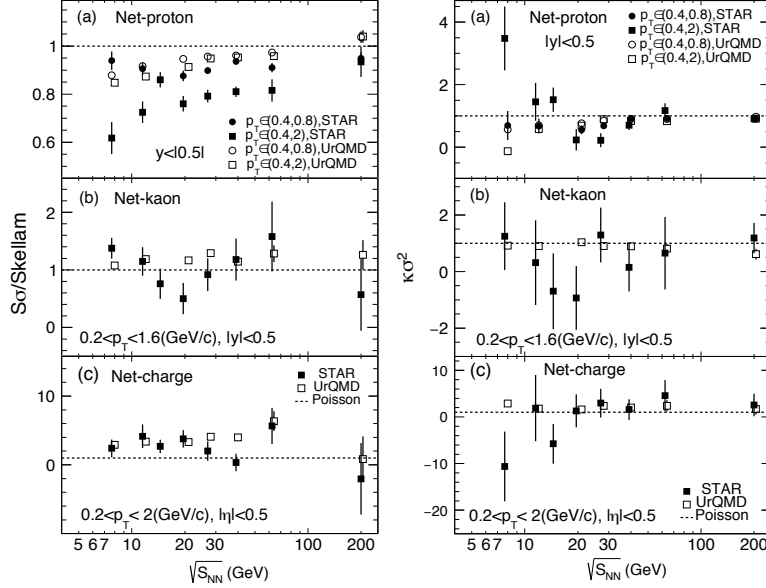 (a) Net-proton
1
0.8
0.6
p_T∈(0.4,0.8),STAR
p_T∈(0.4,2),STAR
p_T∈(0.4,0.8),UrQMD
p_T∈(0.4,2),UrQMD
y<|0.5|
(b) Net-kaon
2
1
0
0.2<p_T<1.6(GeV/c), |y|<0.5
Sσ/Skellam
(c) Net-charge
STAR
UrQMD
Poisson
10
5
0
0.2<p_T< 2(GeV/c), |η|<0.5
5 6 7 10 20 30 100 200
√S_NN (GeV)
(a)
Net-proton
|y|<0.5
p_T∈(0.4,0.8),STAR
p_T∈(0.4,2),STAR
p_T∈(0.4,0.8),UrQMD
p_T∈(0.4,2),UrQMD
4
2
0
(b) Net-kaon
2
0
−2
0.2<p_T<1.6(GeV/c), |y|<0.5
κσ²
(c) Net-charge
10
0
−10
−20
STAR
UrQMD
Poisson
0.2<p_T< 2(GeV/c), |η|<0.5
5 6 7 10 20 30 100 200
√S_NN (GeV)